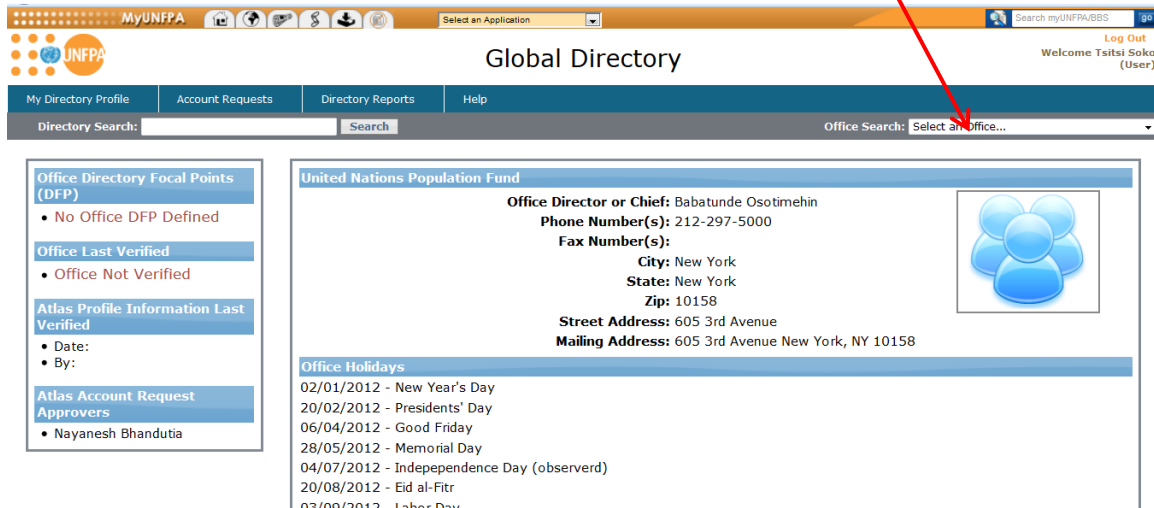 MyUNFPA Select an Application Search myUNFPA/BBS go
UNFPA
Global Directory
Log Out
Welcome Tsitsi Soko
(User)
My Directory Profile Account Requests Directory Reports Help
Directory Search: Search Office Search: Select an Office...
Office Directory Focal Points
(DFP)
• No Office DFP Defined
Office Last Verified
• Office Not Verified
Atlas Profile Information Last
Verified
• Date:
• By:
Atlas Account Request
Approvers
• Nayanesh Bhandutia
United Nations Population Fund
Office Director or Chief: Babatunde Osotimehin
Phone Number(s): 212-297-5000
Fax Number(s):
City: New York
State: New York
Zip: 10158
Street Address: 605 3rd Avenue
Mailing Address: 605 3rd Avenue New York, NY 10158
Office Holidays
02/01/2012 - New Year's Day
20/02/2012 - Presidents' Day
06/04/2012 - Good Friday
28/05/2012 - Memorial Day
04/07/2012 - Indepependence Day (observerd)
20/08/2012 - Eid al-Fitr
03/09/2012 - Labor Day